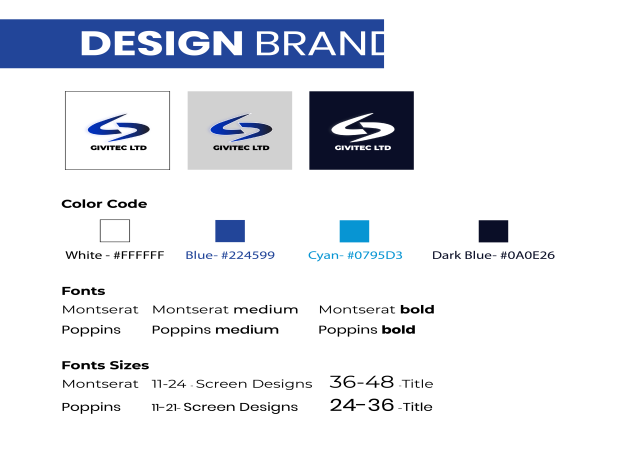 DESIGN BRAND
GIVITEC LTD GIVITEC LTD GIVITEC LTD
Color Code
White - #FFFFFF Blue- #224599 Cyan- #0795D3 Dark Blue- #0A0E26
Fonts
Montserat Montserat medium Montserat bold
Poppins Poppins medium Poppins bold
Fonts Sizes
Montserat 11-24 - Screen Designs 36-48 -Title
Poppins 11-21- Screen Designs 24-36 -Title